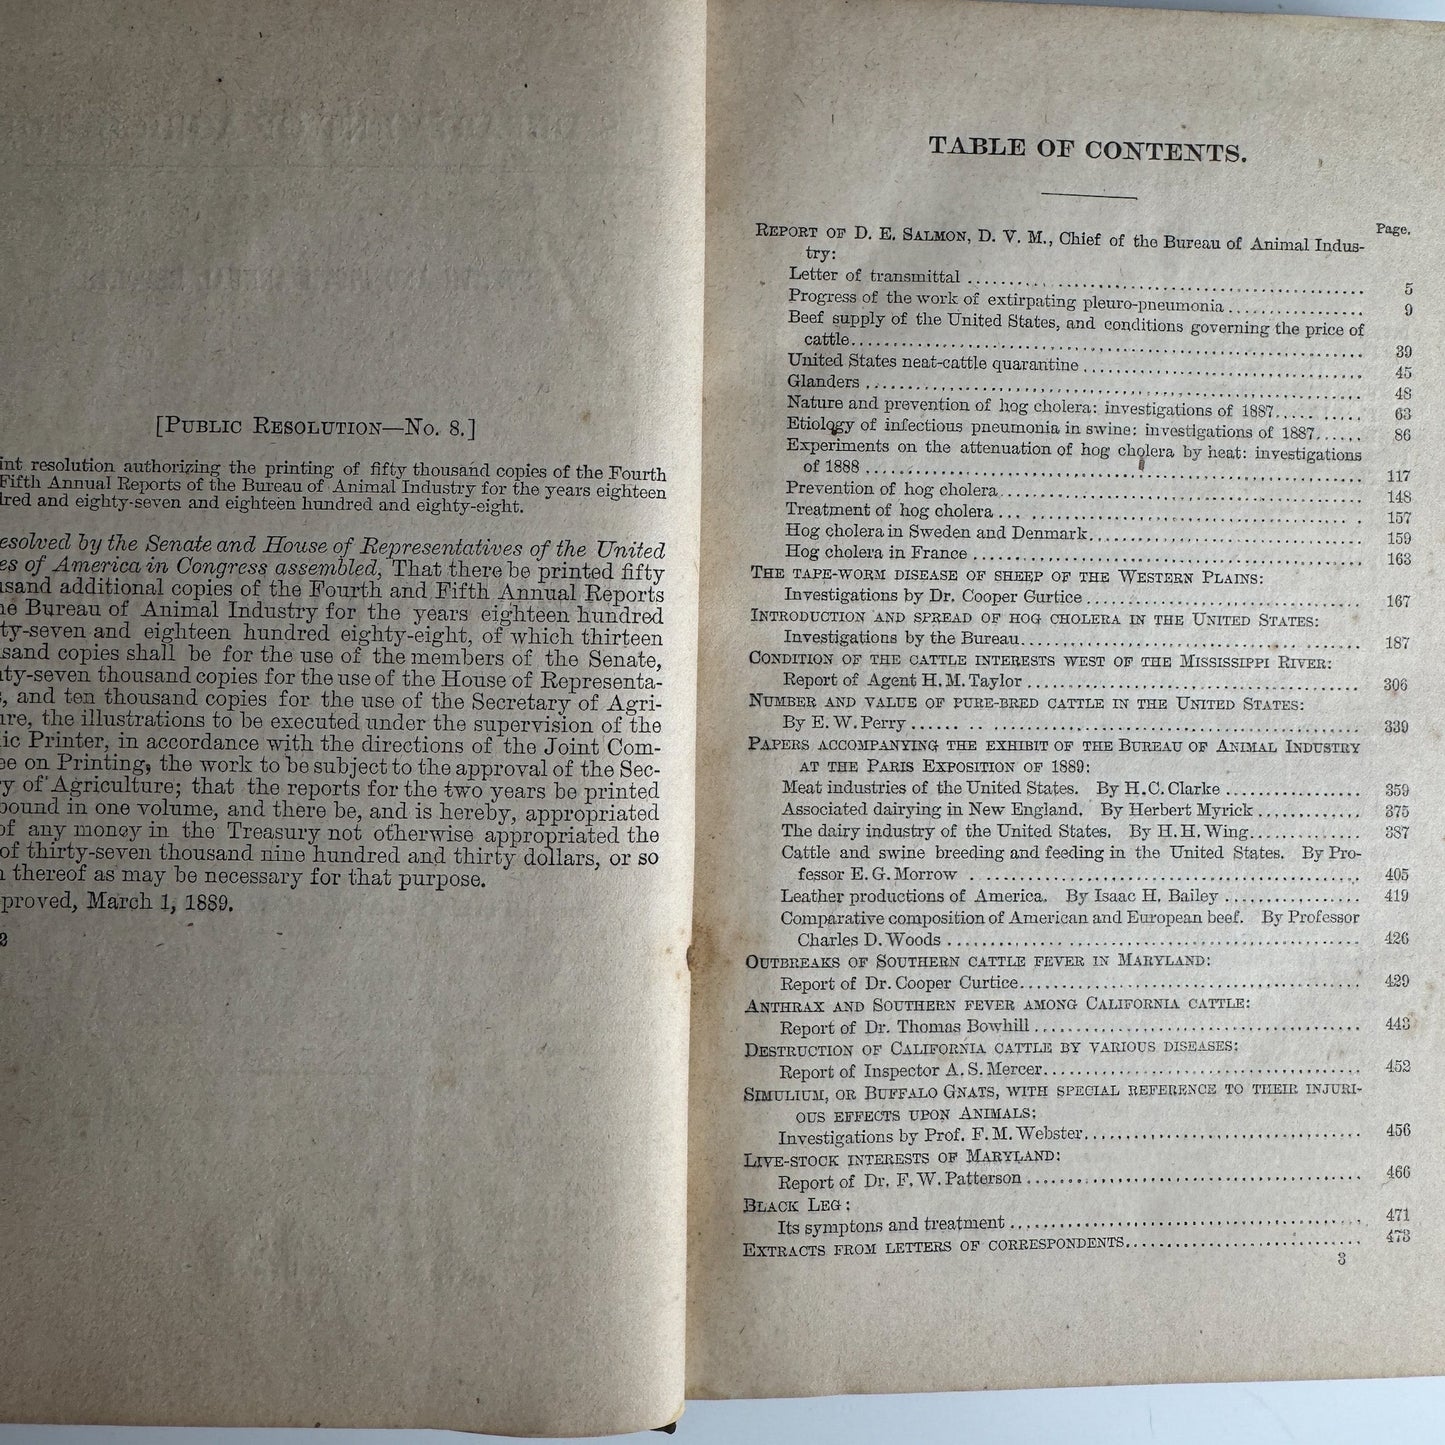 [PUBLIC RESOLUTION—NO. 8.]
int resolution authorizing the printing of fifty thousand copies of the Fourth
Fifth Annual Reports of the Bureau of Animal Industry for the years eighteen
dred and eighty-seven and eighteen hundred and eighty-eight.
esolved by the Senate and House of Representatives of the United
es of America in Congress assembled, That there be printed fifty
usand additional copies of the Fourth and Fifth Annual Reports
he Bureau of Animal Industry for the years eighteen hundred
ty-seven and eighteen hundred eighty-eight, of which thirteen
sand copies shall be for the use of the members of the Senate,
ty-seven thousand copies for the use of the House of Representa-
s, and ten thousand copies for the use of the Secretary of Agri-
ure, the illustrations to be executed under the supervision of the
ic Printer, in accordance with the directions of the Joint Com-
ee on Printing, the work to be subject to the approval of the Sec-
y of Agriculture; that the reports for the two years be printed
bound in one volume, and there be, and is hereby, appropriated
of any money in the Treasury not otherwise appropriated the
of thirty-seven thousand nine hundred and thirty dollars, or so
h thereof as may be necessary for that purpose.
proved, March 1, 1889.
2
TABLE OF CONTENTS.
Page.
REPORT OF D. E. SALMON, D. V. M., Chief of the Bureau of Animal Indus-
try:
Letter of transmittal 5
Progress of the work of extirpating pleuro-pneumonia 9
Beef supply of the United States, and conditions governing the price of
cattle 39
United States neat-cattle quarantine 45
Glanders 48
Nature and prevention of hog cholera: investigations of 1887 63
Etiology of infectious pneumonia in swine: investigations of 1887 86
Experiments on the attenuation of hog cholera by heat: investigations
of 1888 117
Prevention of hog cholera 148
Treatment of hog cholera 157
Hog cholera in Sweden and Denmark 159
Hog cholera in France 163
THE TAPE-WORM DISEASE OF SHEEP OF THE WESTERN PLAINS:
Investigations by Dr. Cooper Curtice 167
INTRODUCTION AND SPREAD OF HOG CHOLERA IN THE UNITED STATES:
Investigations by the Bureau 187
CONDITION OF THE CATTLE INTERESTS WEST OF THE MISSISSIPPI RIVER:
Report of Agent H. M. Taylor 306
NUMBER AND VALUE OF PURE-BRED CATTLE IN THE UNITED STATES:
By E. W. Perry 339
PAPERS ACCOMPANYING THE EXHIBIT OF THE BUREAU OF ANIMAL INDUSTRY
AT THE PARIS EXPOSITION OF 1889:
Meat industries of the United States. By H. C. Clarke 359
Associated dairying in New England. By Herbert Myrick 375
The dairy industry of the United States. By H. H. Wing 387
Cattle and swine breeding and feeding in the United States. By Pro-
fessor E. G. Morrow 405
Leather productions of America. By Isaac H. Bailey 419
Comparative composition of American and European beef. By Professor
Charles D. Woods 426
OUTBREAKS OF SOUTHERN CATTLE FEVER IN MARYLAND:
Report of Dr. Cooper Curtice 429
ANTHRAX AND SOUTHERN FEVER AMONG CALIFORNIA CATTLE:
Report of Dr. Thomas Bowhill 443
DESTRUCTION OF CALIFORNIA CATTLE BY VARIOUS DISEASES:
Report of Inspector A. S. Mercer 452
SIMULIUM, OR BUFFALO GNATS, WITH SPECIAL REFERENCE TO THEIR INJURI-
OUS EFFECTS UPON ANIMALS:
Investigations by Prof. F. M. Webster 456
LIVE-STOCK INTERESTS OF MARYLAND:
Report of Dr. F. W. Patterson 466
BLACK LEG:
Its symptons and treatment 471
EXTRACTS FROM LETTERS OF CORRESPONDENTS 473
3